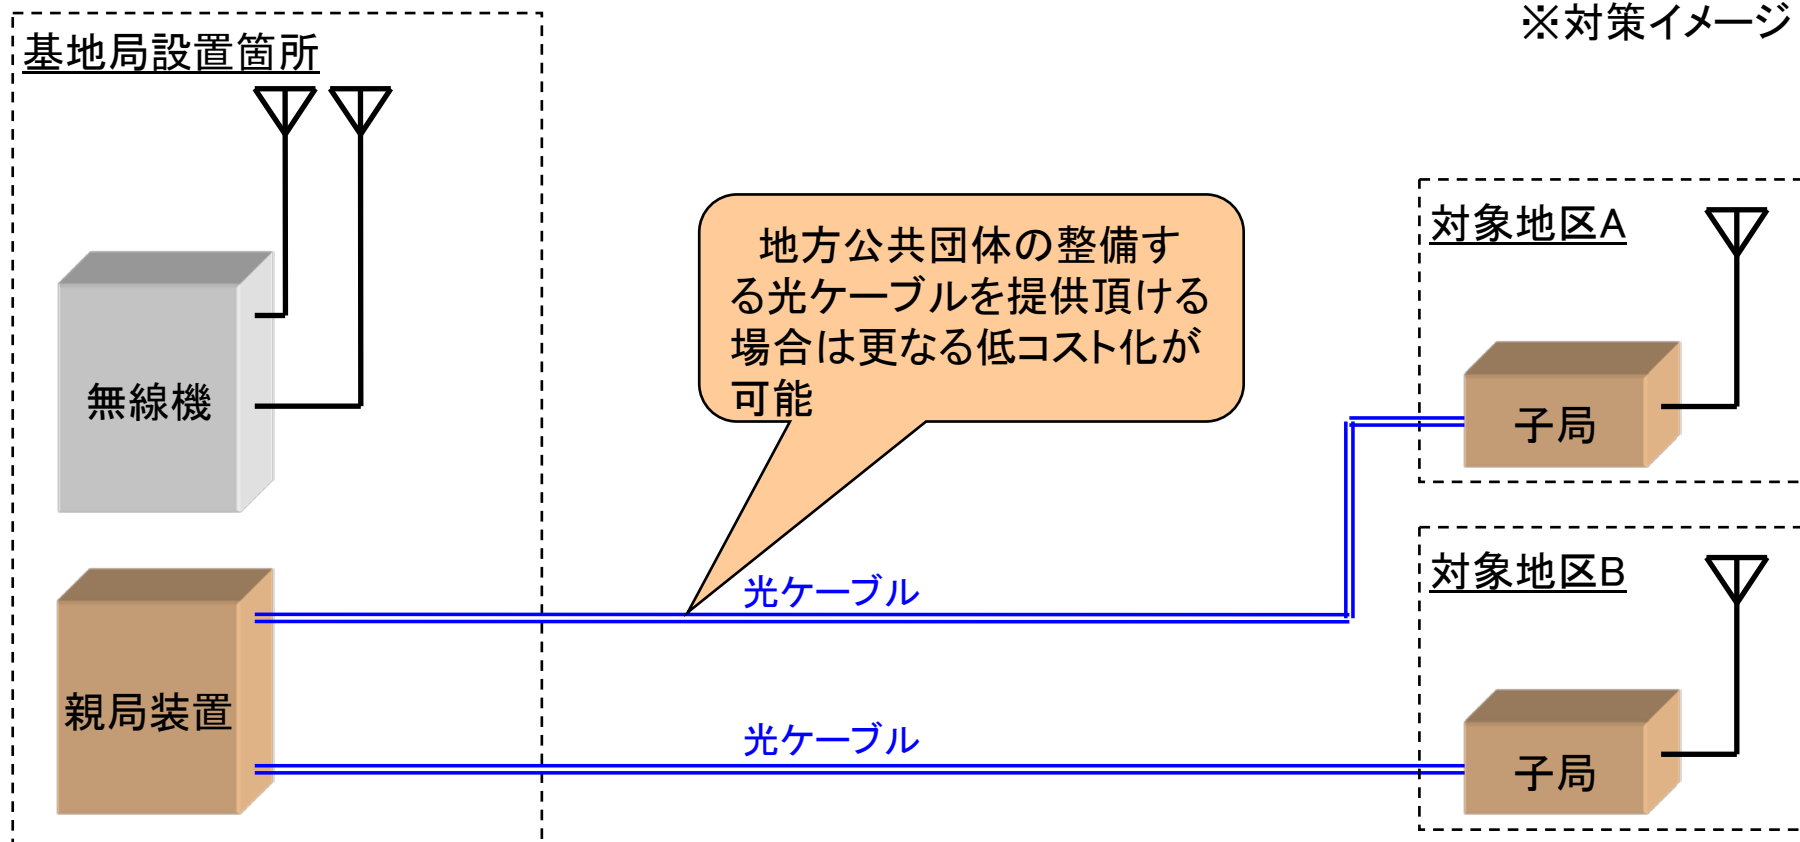 ※対策イメージ
基地局設置箇所
地方公共団体の整備す
る光ケーブルを提供頂ける
場合は更なる低コスト化が
可能
対象地区A
無線機
子局
光ケーブル
対象地区B
親局装置
光ケーブル
子局